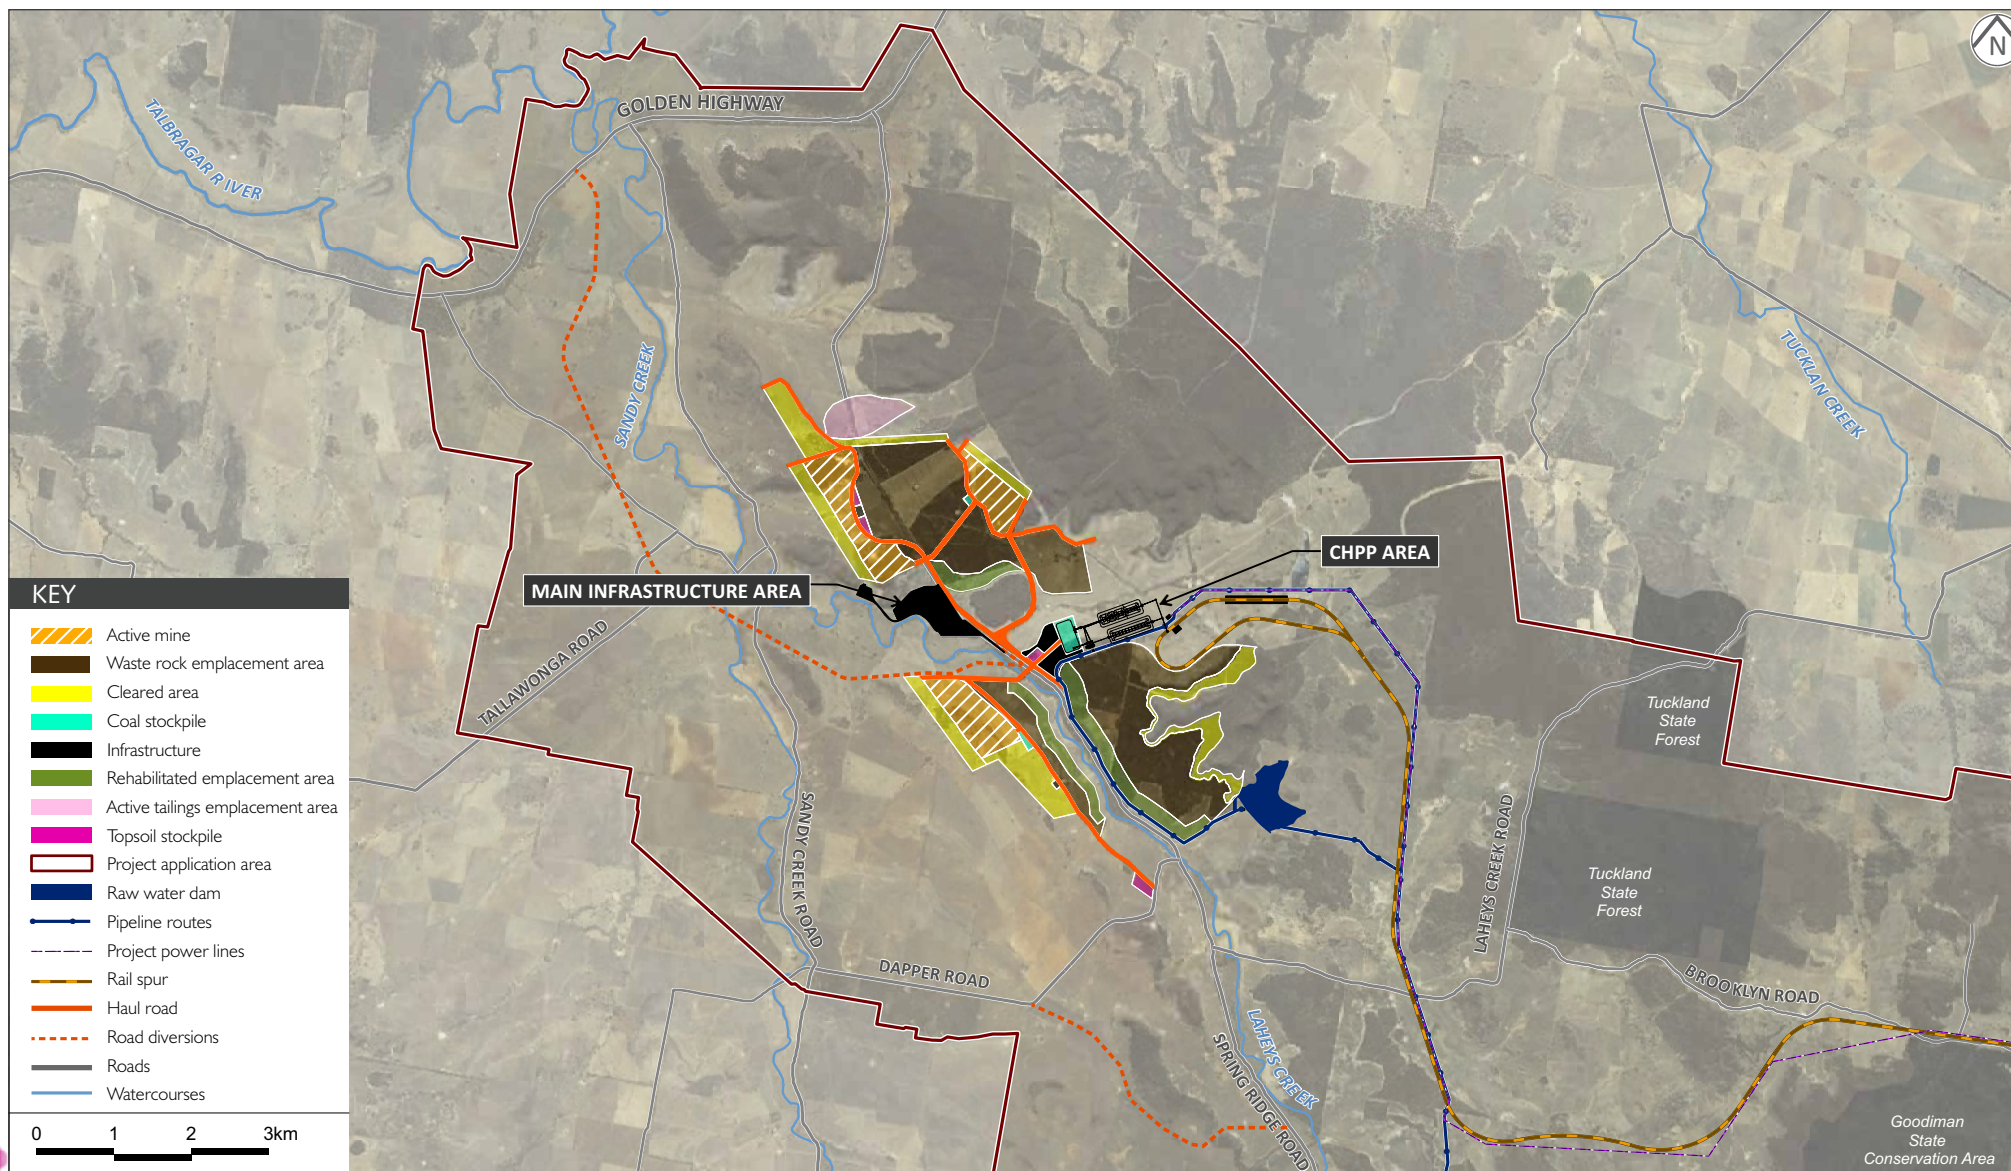 N
GOLDEN HIGHWAY
TALBRAGAR RIVER
SANDY CREEK
TUCKLAN CREEK
CHPP AREA
MAIN INFRASTRUCTURE AREA
TALLAWONGA ROAD
Tuckland
State
Forest
SANDY CREEK ROAD
LAHEYS CREEK ROAD
Tuckland
State
Forest
DAPPER ROAD
BROOKLYN ROAD
LAHEYS CREEK
SPRING RIDGE ROAD
Goodiman
State
Conservation Area
KEY
Active mine
Waste rock emplacement area
Cleared area
Coal stockpile
Infrastructure
Rehabilitated emplacement area
Active tailings emplacement area
Topsoil stockpile
Project application area
Raw water dam
Pipeline routes
Project power lines
Rail spur
Haul road
Road diversions
Roads
Watercourses
0 1 2 3km